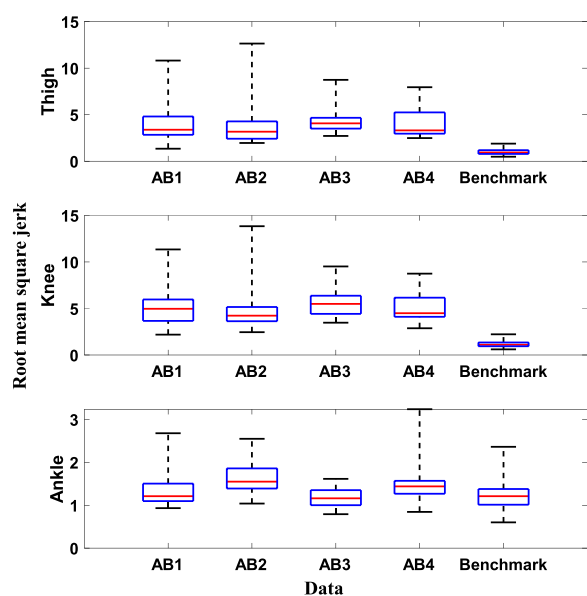 15
10
5
0
Thigh
AB1 AB2 AB3 AB4 Benchmark
Root mean square jerk
15
10
5
0
Knee
AB1 AB2 AB3 AB4 Benchmark
3
2
1
0
Ankle
AB1 AB2 AB3 AB4 Benchmark
Data